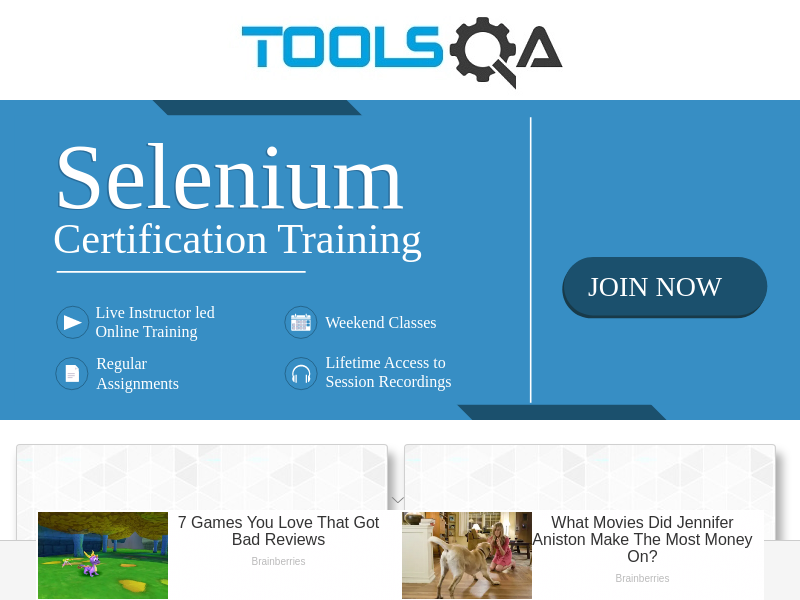 TOOLSQA
Selenium
Certification Training
Live Instructor led
Online Training
Weekend Classes
Regular
Assignments
Lifetime Access to
Session Recordings
JOIN NOW
7 Games You Love That Got
Bad Reviews
Brainberries
What Movies Did Jennifer
Aniston Make The Most Money
On?
Brainberries